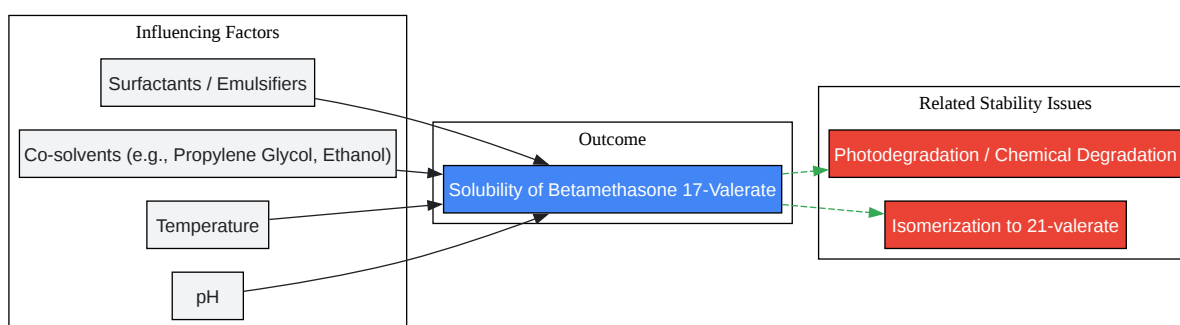 Influencing Factors
Surfactants / Emulsifiers
Co-solvents (e.g., Propylene Glycol, Ethanol)
Temperature
pH
Outcome
Solubility of Betamethasone 17-Valerate
Related Stability Issues
Photodegradation / Chemical Degradation
Isomerization to 21-valerate